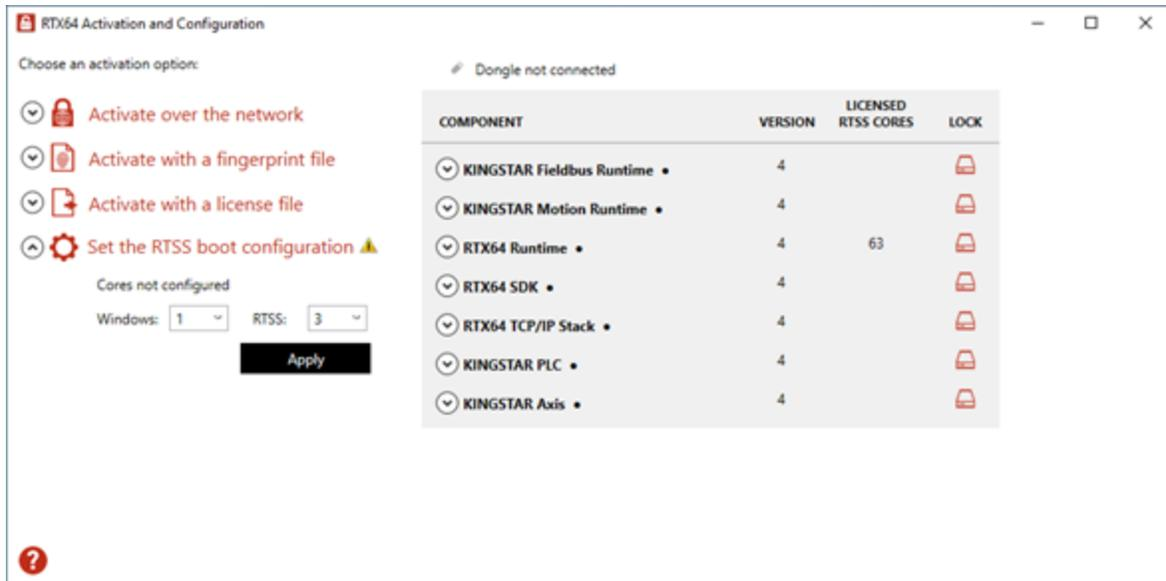 RTX64 Activation and Configuration
Choose an activation option:
Dongle not connected
Activate over the network
Activate with a fingerprint file
Activate with a license file
Set the RTSS boot configuration
Cores not configured
Windows: 1 RTSS: 3
Apply
COMPONENT VERSION LICENSED RTSS CORES LOCK
KINGSTAR Fieldbus Runtime • 4
KINGSTAR Motion Runtime • 4
RTX64 Runtime • 4 63
RTX64 SDK • 4
RTX64 TCP/IP Stack • 4
KINGSTAR PLC • 4
KINGSTAR Axis • 4
?